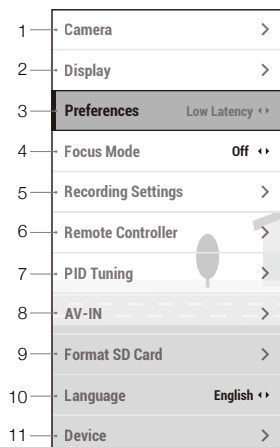 1 Camera
2 Display
3 Preferences Low Latency
4 Focus Mode Off
5 Recording Settings
6 Remote Controller
7 PID Tuning
8 AV-IN
9 Format SD Card
10 Language English
11 Device